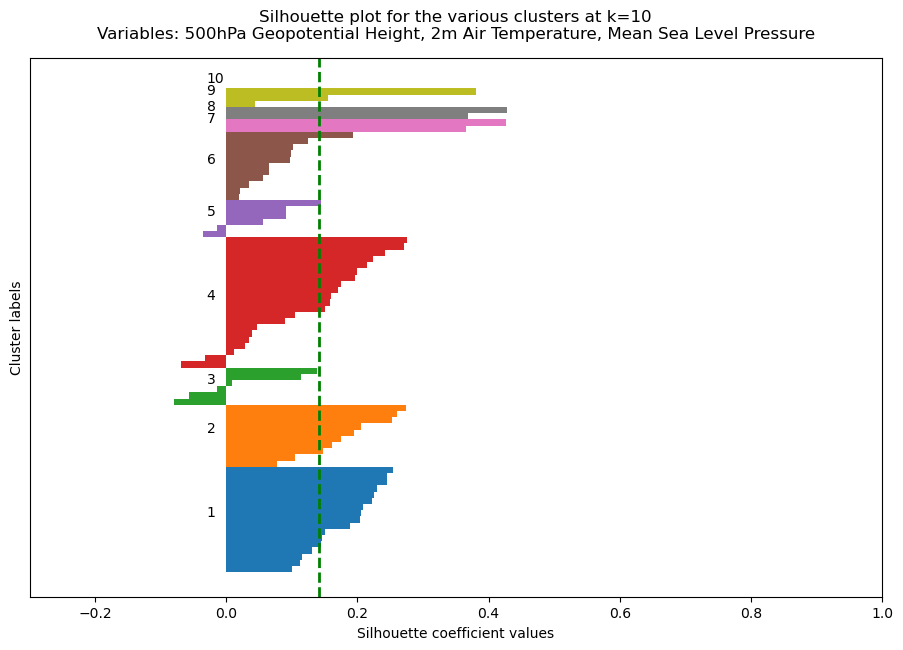 Silhouette plot for the various clusters at k=10
Variables: 500hPa Geopotential Height, 2m Air Temperature, Mean Sea Level Pressure
10
9
8
7
6
5
4
3
2
1
Cluster labels
−0.2 0.0 0.2 0.4 0.6 0.8 1.0
Silhouette coefficient values